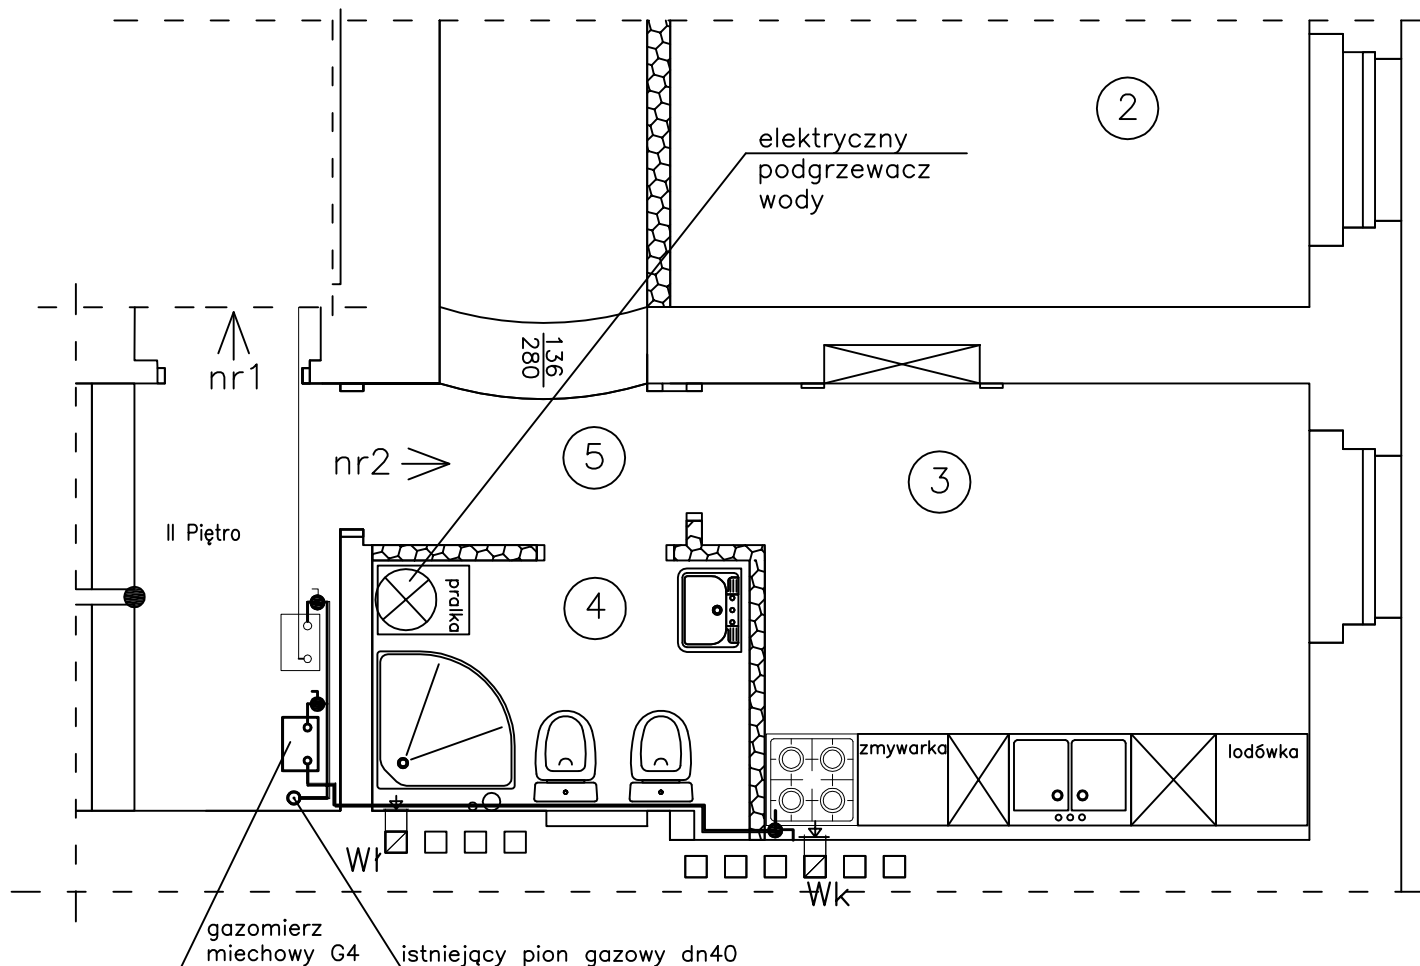 2
elektryczny
podgrzewacz
wody
136
280
nr1
nr2
5
3
II Piętro
pralka
4
zmywarka
lodówka
Wł
Wk
gazomierz
miechowy G4
istniejący pion gazowy dn40